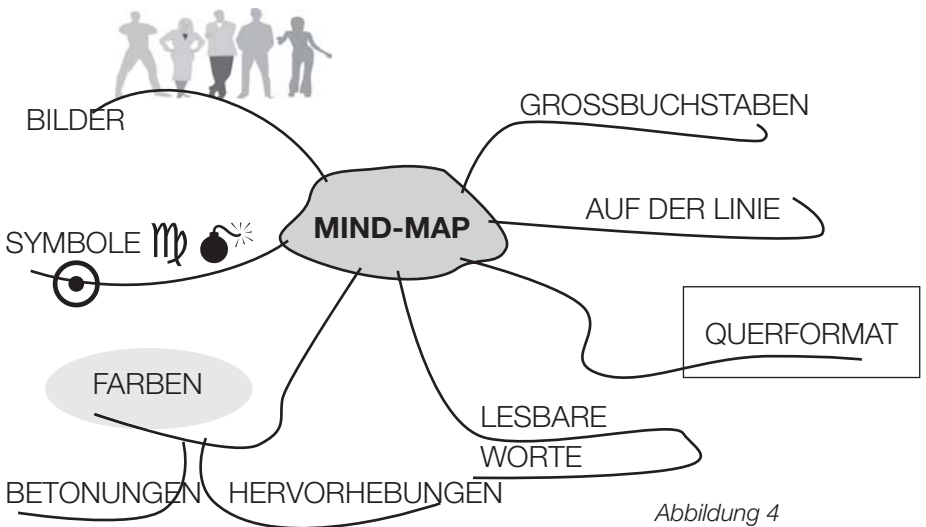 BILDER
GROSSBUCHSTABEN
MIND-MAP
AUF DER LINIE
SYMBOLE
QUERFORMAT
FARBEN
LESBARE
WORTE
BETONUNGEN
HERVORHEBUNGEN
Abbildung 4